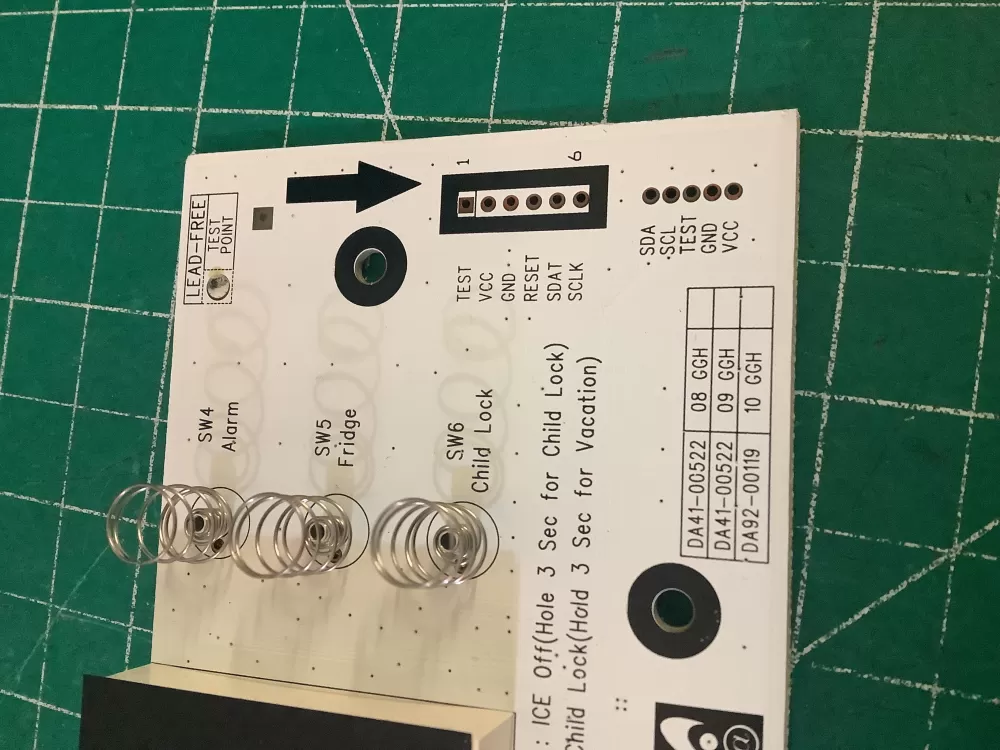 LEAD-FREE
TEST
POINT
1
6
TEST
VCC
GND
RESET
SDAT
SCLK
SDA
SCL
TEST
GND
VCC
SW4
Alarm
SW5
Fridge
SW6
Child Lock
: ICE Off(Hole 3 Sec for Child Lock)
Child Lock(Hold 3 Sec for Vacation)
DA41-00522 08 GGH
DA41-00522 09 GGH
DA92-00119 10 GGH
::
@